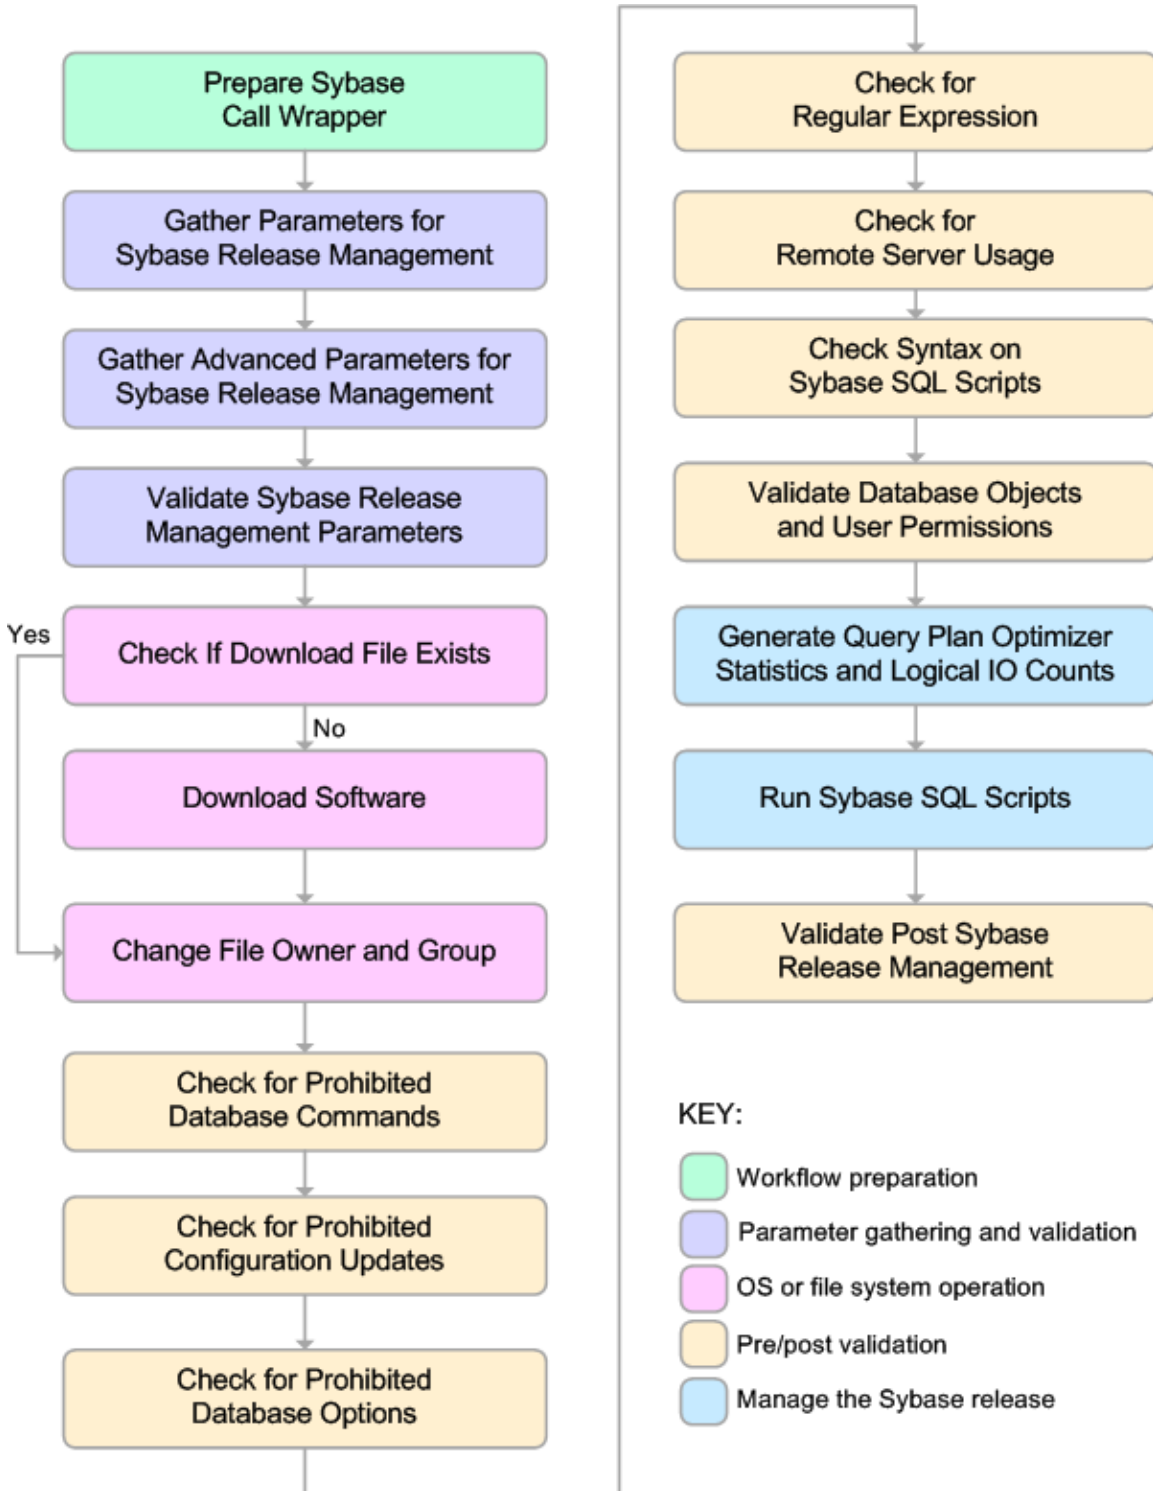 Prepare Sybase
Call Wrapper
Gather Parameters for
Sybase Release Management
Gather Advanced Parameters for
Sybase Release Management
Validate Sybase Release
Management Parameters
Yes
Check If Download File Exists
No
Download Software
Change File Owner and Group
Check for Prohibited
Database Commands
Check for Prohibited
Configuration Updates
Check for Prohibited
Database Options
Check for
Regular Expression
Check for
Remote Server Usage
Check Syntax on
Sybase SQL Scripts
Validate Database Objects
and User Permissions
Generate Query Plan Optimizer
Statistics and Logical IO Counts
Run Sybase SQL Scripts
Validate Post Sybase
Release Management
KEY:
Workflow preparation
Parameter gathering and validation
OS or file system operation
Pre/post validation
Manage the Sybase release